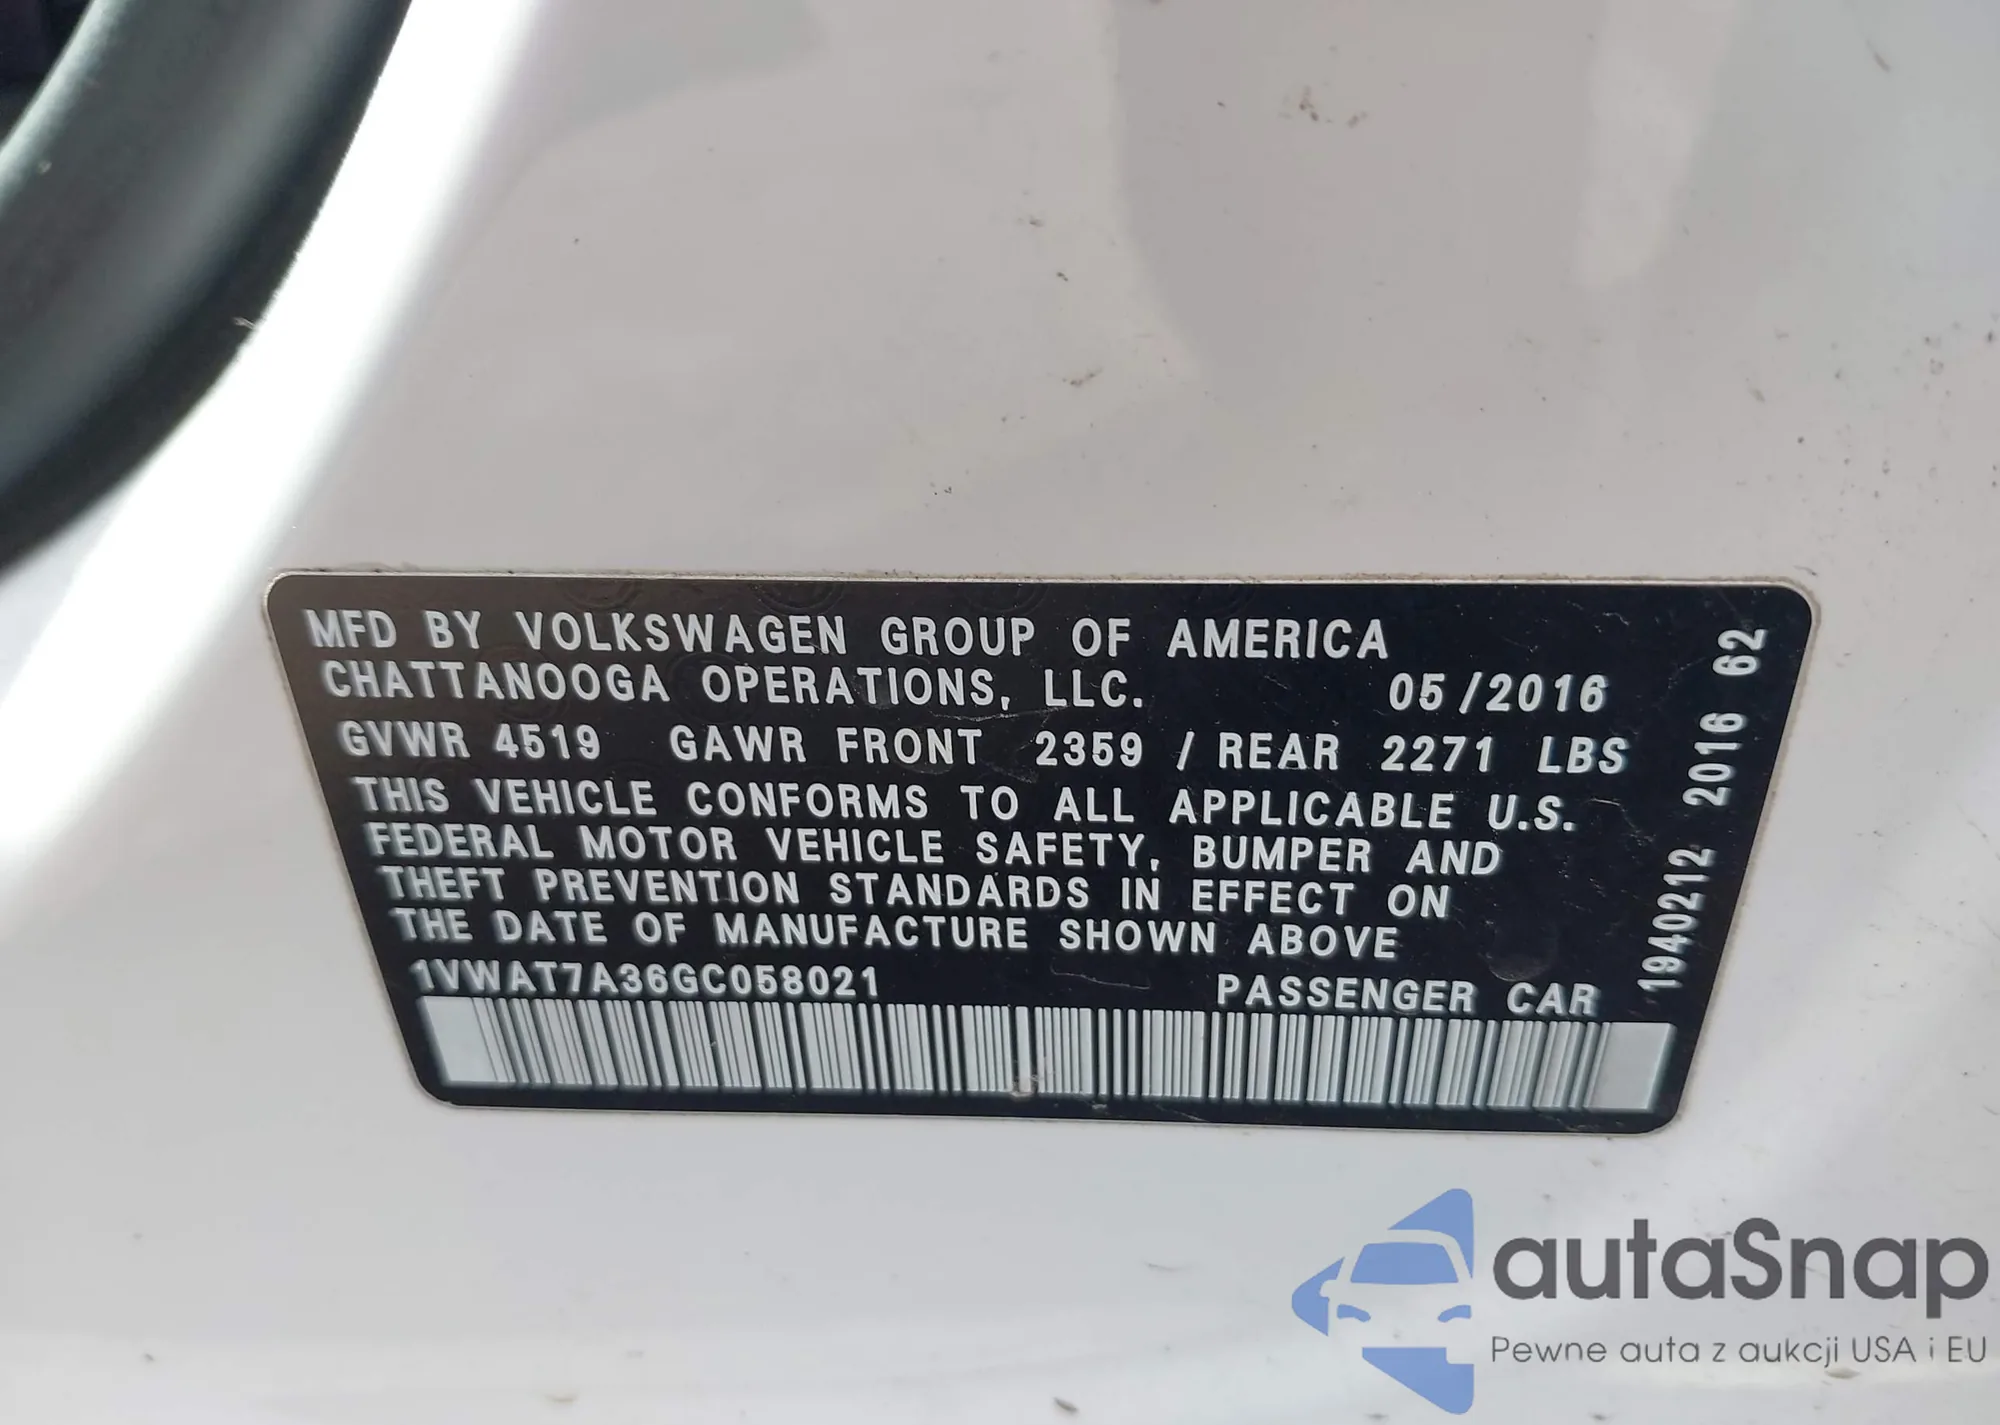 MFD BY VOLKSWAGEN GROUP OF AMERICA
CHATTANOOGA OPERATIONS, LLC. 05/2016
GVWR 4519 GAWR FRONT 2359 / REAR 2271 LBS
THIS VEHICLE CONFORMS TO ALL APPLICABLE U.S.
FEDERAL MOTOR VEHICLE SAFETY, BUMPER AND
THEFT PREVENTION STANDARDS IN EFFECT ON
THE DATE OF MANUFACTURE SHOWN ABOVE
1VWAT7A36GC058021 PASSENGER CAR
1940212 2016 62
autaSnap
Pewne auta z aukcji USA i EU